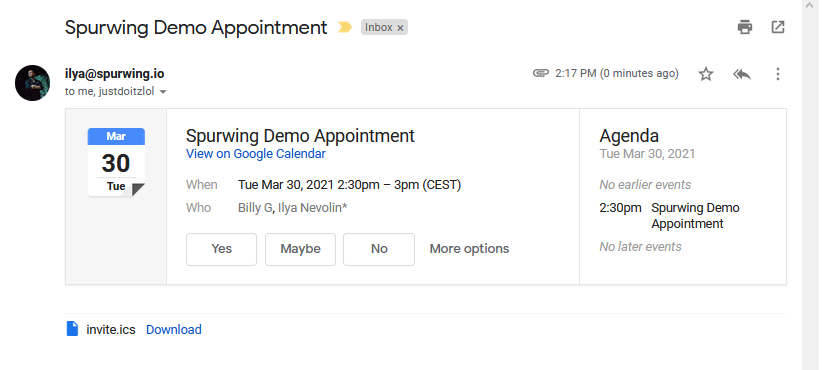 Spurwing Demo Appointment Inbox x
ilya@spurwing.io 2:17 PM (0 minutes ago)
to me, justdoitzlol
Mar
30
Tue
Spurwing Demo Appointment
View on Google Calendar
When Tue Mar 30, 2021 2:30pm – 3pm (CEST)
Who Billy G, Ilya Nevolin*
Yes Maybe No More options
Agenda
Tue Mar 30, 2021
No earlier events
2:30pm Spurwing Demo
Appointment
No later events
invite.ics Download